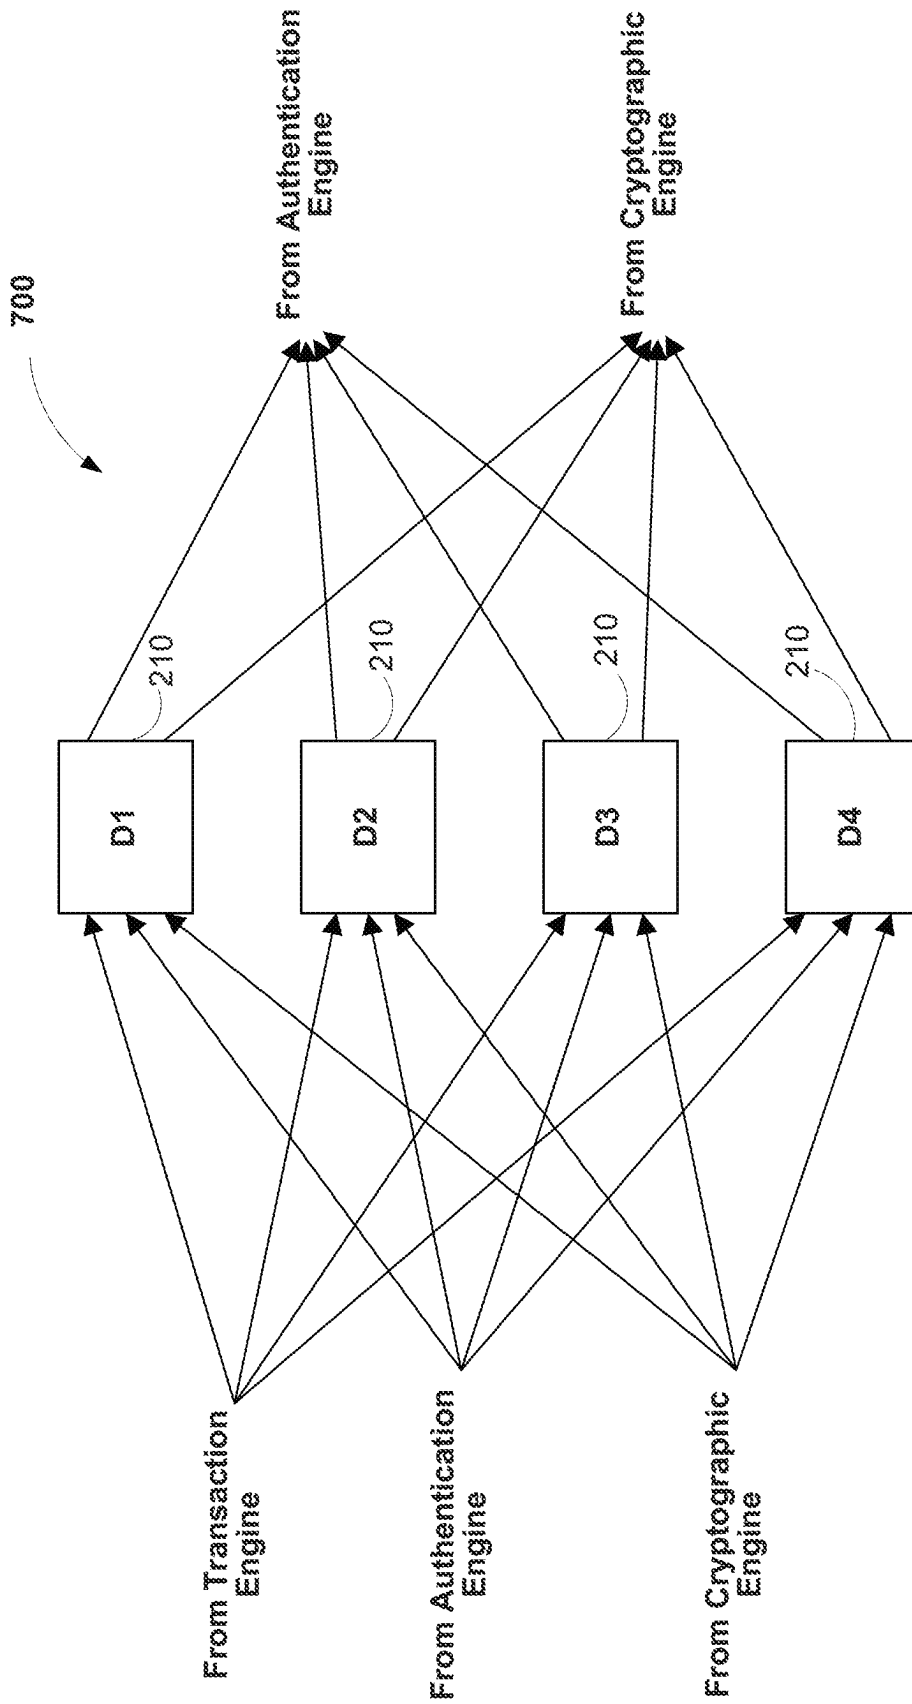 700
From Transaction
Engine
From Authentication
Engine
From Cryptographic
Engine
D1
210
D2
210
D3
210
D4
210
From Authentication
Engine
From Cryptographic
Engine